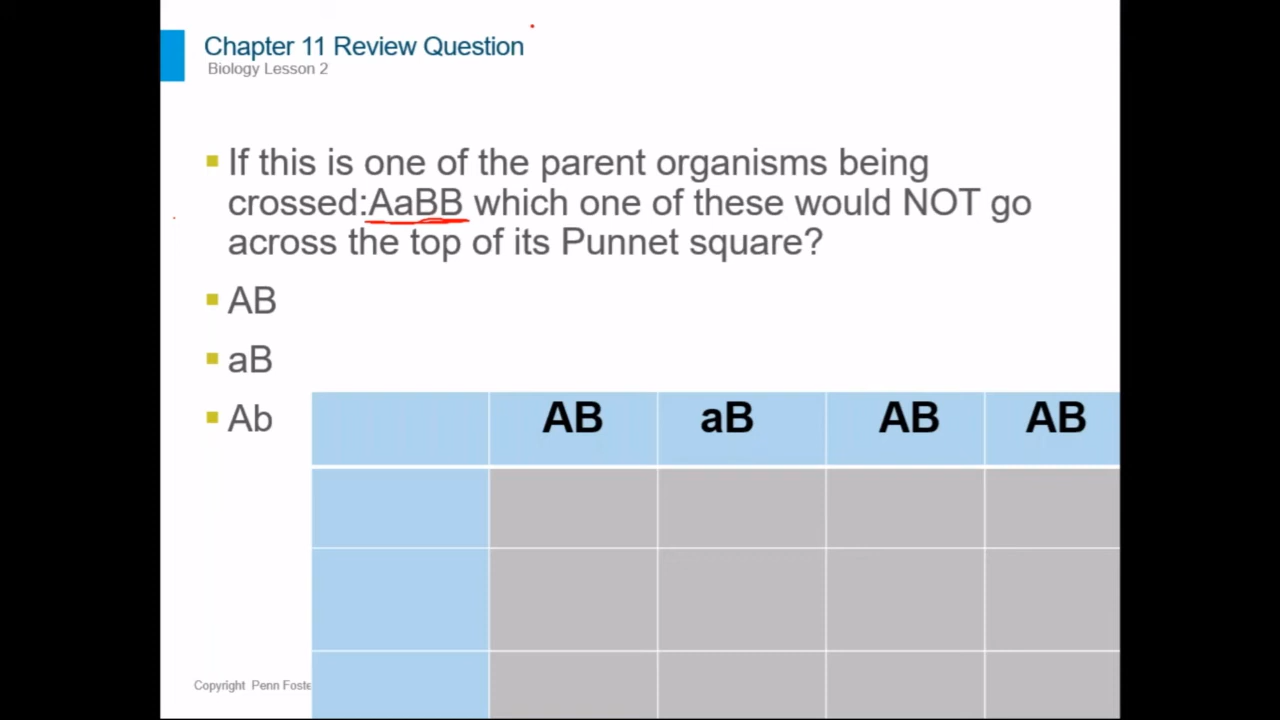 Chapter 11 Review Question
Biology Lesson 2
If this is one of the parent organisms being
crossed:AaBB which one of these would NOT go
across the top of its Punnet square?
AB
aB
Ab
AB aB AB AB
Copyright Penn Foste